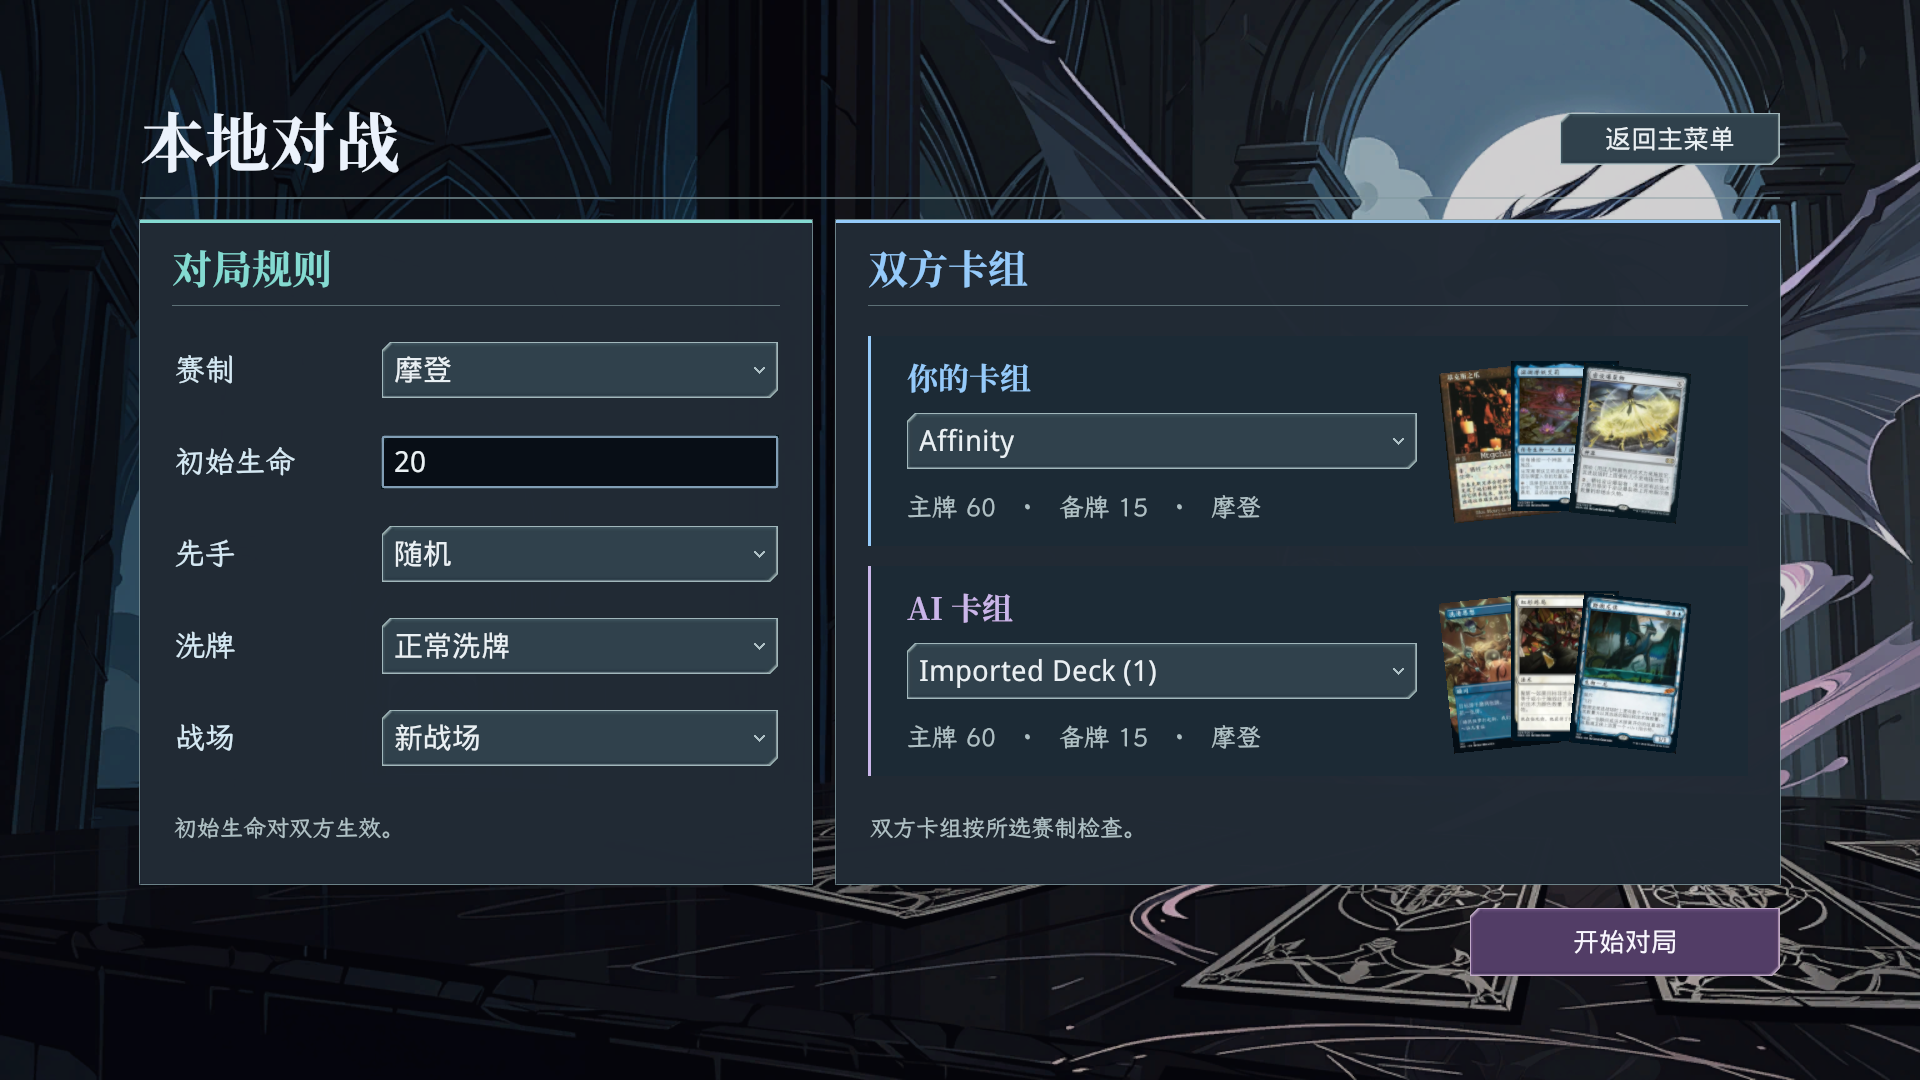 本地对战
返回主菜单
对局规则
赛制
摩登
初始生命
20
先手
随机
洗牌
正常洗牌
战场
新战场
初始生命对双方生效。
双方卡组
你的卡组
Affinity
主牌 60 · 备牌 15 · 摩登
AI 卡组
Imported Deck (1)
主牌 60 · 备牌 15 · 摩登
双方卡组按所选赛制检查。
开始对局